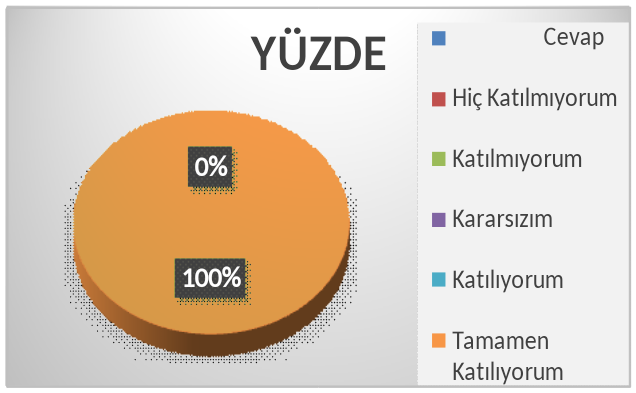 YÜZDE
0%
100%
Cevap
Hiç Katılmıyorum
Katılmıyorum
Kararsızım
Katılıyorum
Tamamen
Katılıyorum